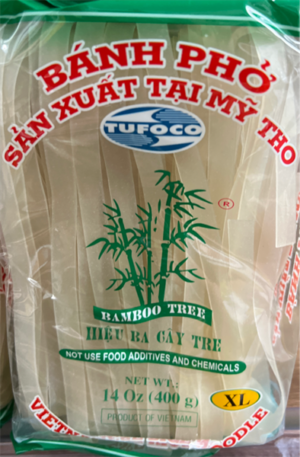 BÁNH PHỞ
SẢN XUẤT TẠI MỸ THO
TUFOCO
®
BAMBOO TREE
HIỆU BA CÂY TRE
NOT USE FOOD ADDITIVES AND CHEMICALS
NET WT.:
14 Oz (400 g)
XL
PRODUCT OF VIETNAM